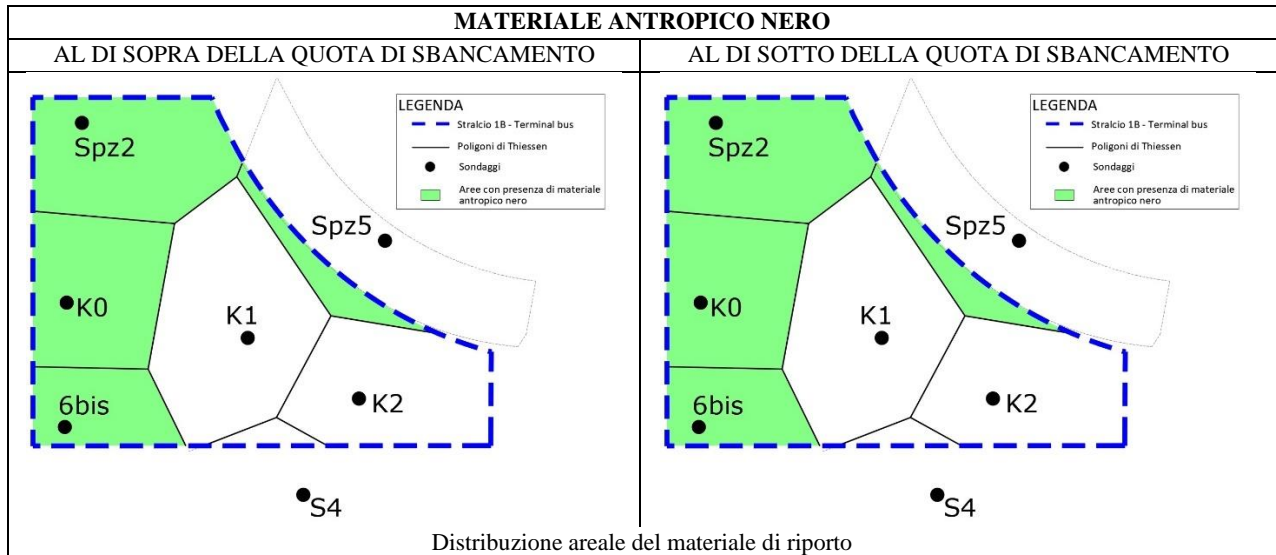 MATERIALE ANTROPICO NERO
AL DI SOPRA DELLA QUOTA DI SBANCAMENTO
AL DI SOTTO DELLA QUOTA DI SBANCAMENTO
LEGENDA
Stralcio 1B - Terminal bus
Poligoni di Thiessen
Sondaggi
Aree con presenza di materiale
antropico nero
Spz2
Spz5
K0
K1
6bis
K2
S4
LEGENDA
Stralcio 1B - Terminal bus
Poligoni di Thiessen
Sondaggi
Aree con presenza di materiale
antropico nero
Spz2
Spz5
K0
K1
6bis
K2
S4
Distribuzione areale del materiale di riporto